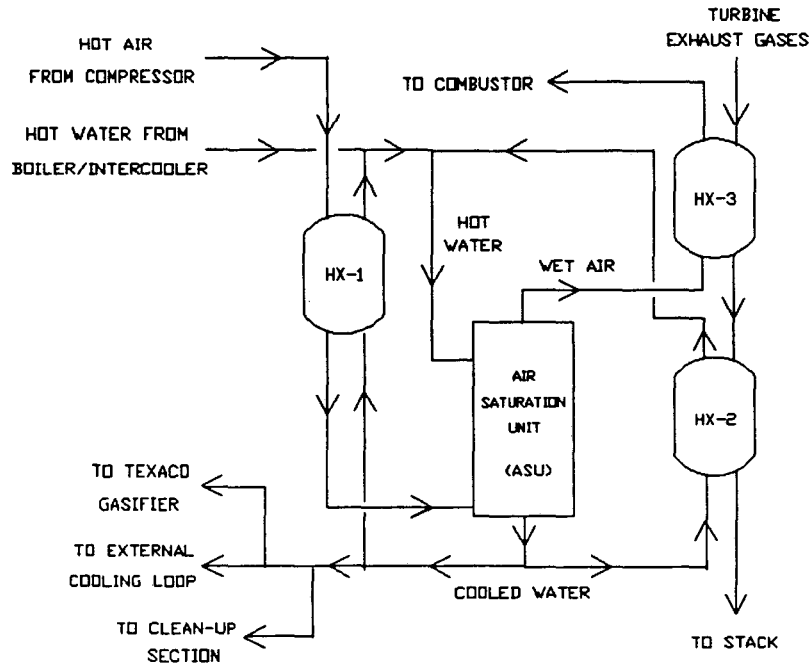 TURBINE
EXHAUST GASES
HOT AIR
FROM COMPRESSOR
TO COMBUSTOR
HOT WATER FROM
BOILER/INTERCOOLER
HX-3
HOT
WATER
WET AIR
HX-1
AIR
SATURATION
UNIT
(ASU)
HX-2
TO TEXACO
GASIFIER
TO EXTERNAL
COOLING LOOP
COOLED WATER
TO CLEAN-UP
SECTION
TO STACK